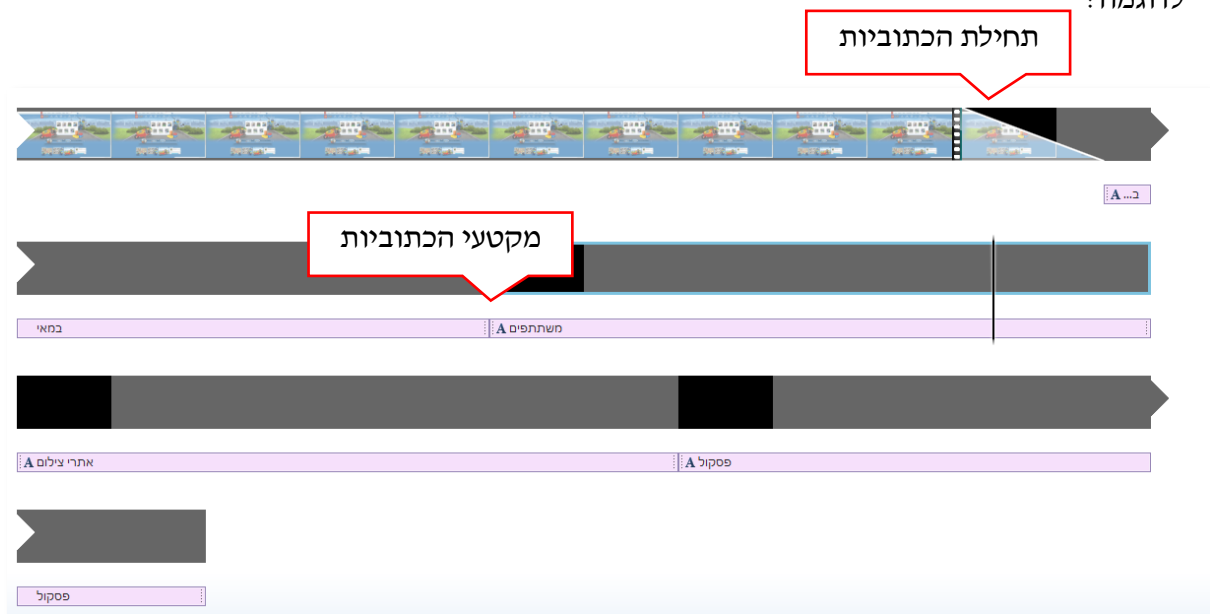 לדוגמה:
תחילת הכתוביות
A ב...
מקטעי הכתוביות
במאי
A משתתפים
A אתרי צילום
A פסקול
פסקול